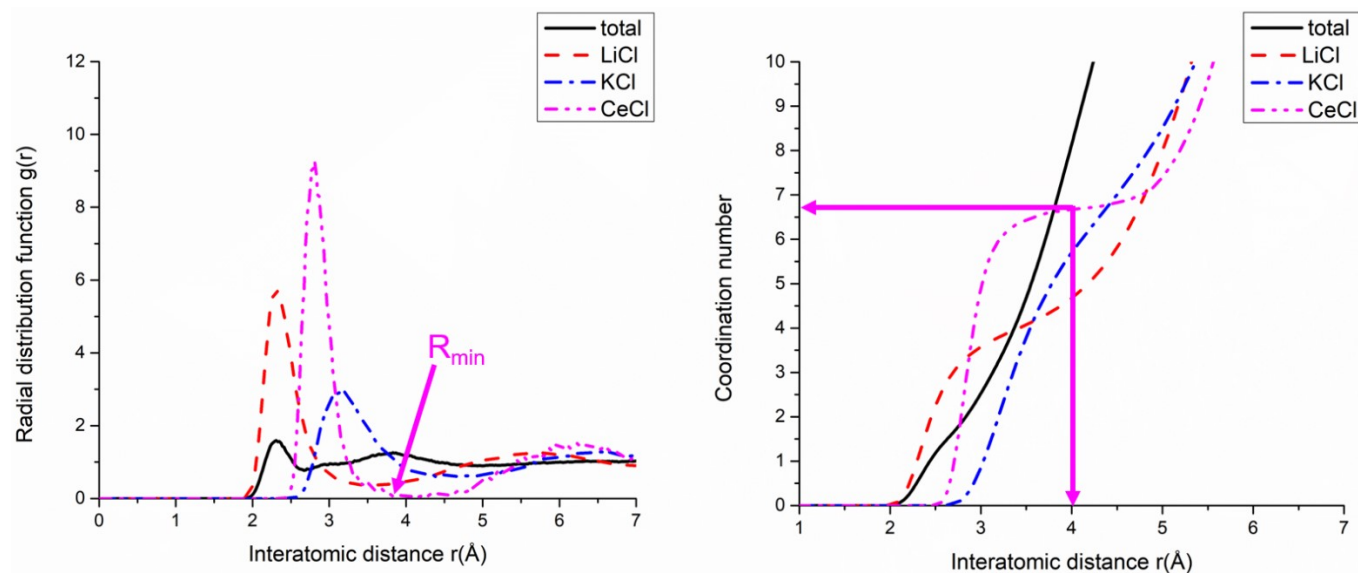 total
LiCl
KCl
CeCl
12
10
8
6
4
2
0
Radial distribution function g(r)
R_min
0 1 2 3 4 5 6 7
Interatomic distance r(Å)
total
LiCl
KCl
CeCl
10
9
8
7
6
5
4
3
2
1
0
Coordination number
1 2 3 4 5 6 7
Interatomic distance r(Å)